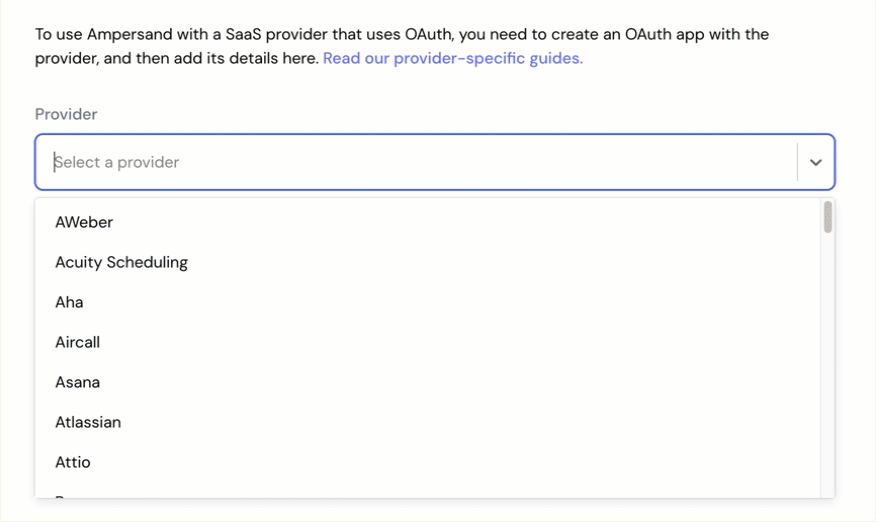 To use Ampersand with a SaaS provider that uses OAuth, you need to create an OAuth app with the
provider, and then add its details here. Read our provider-specific guides.
Provider
Select a provider
AWeber
Acuity Scheduling
Aha
Aircall
Asana
Atlassian
Attio